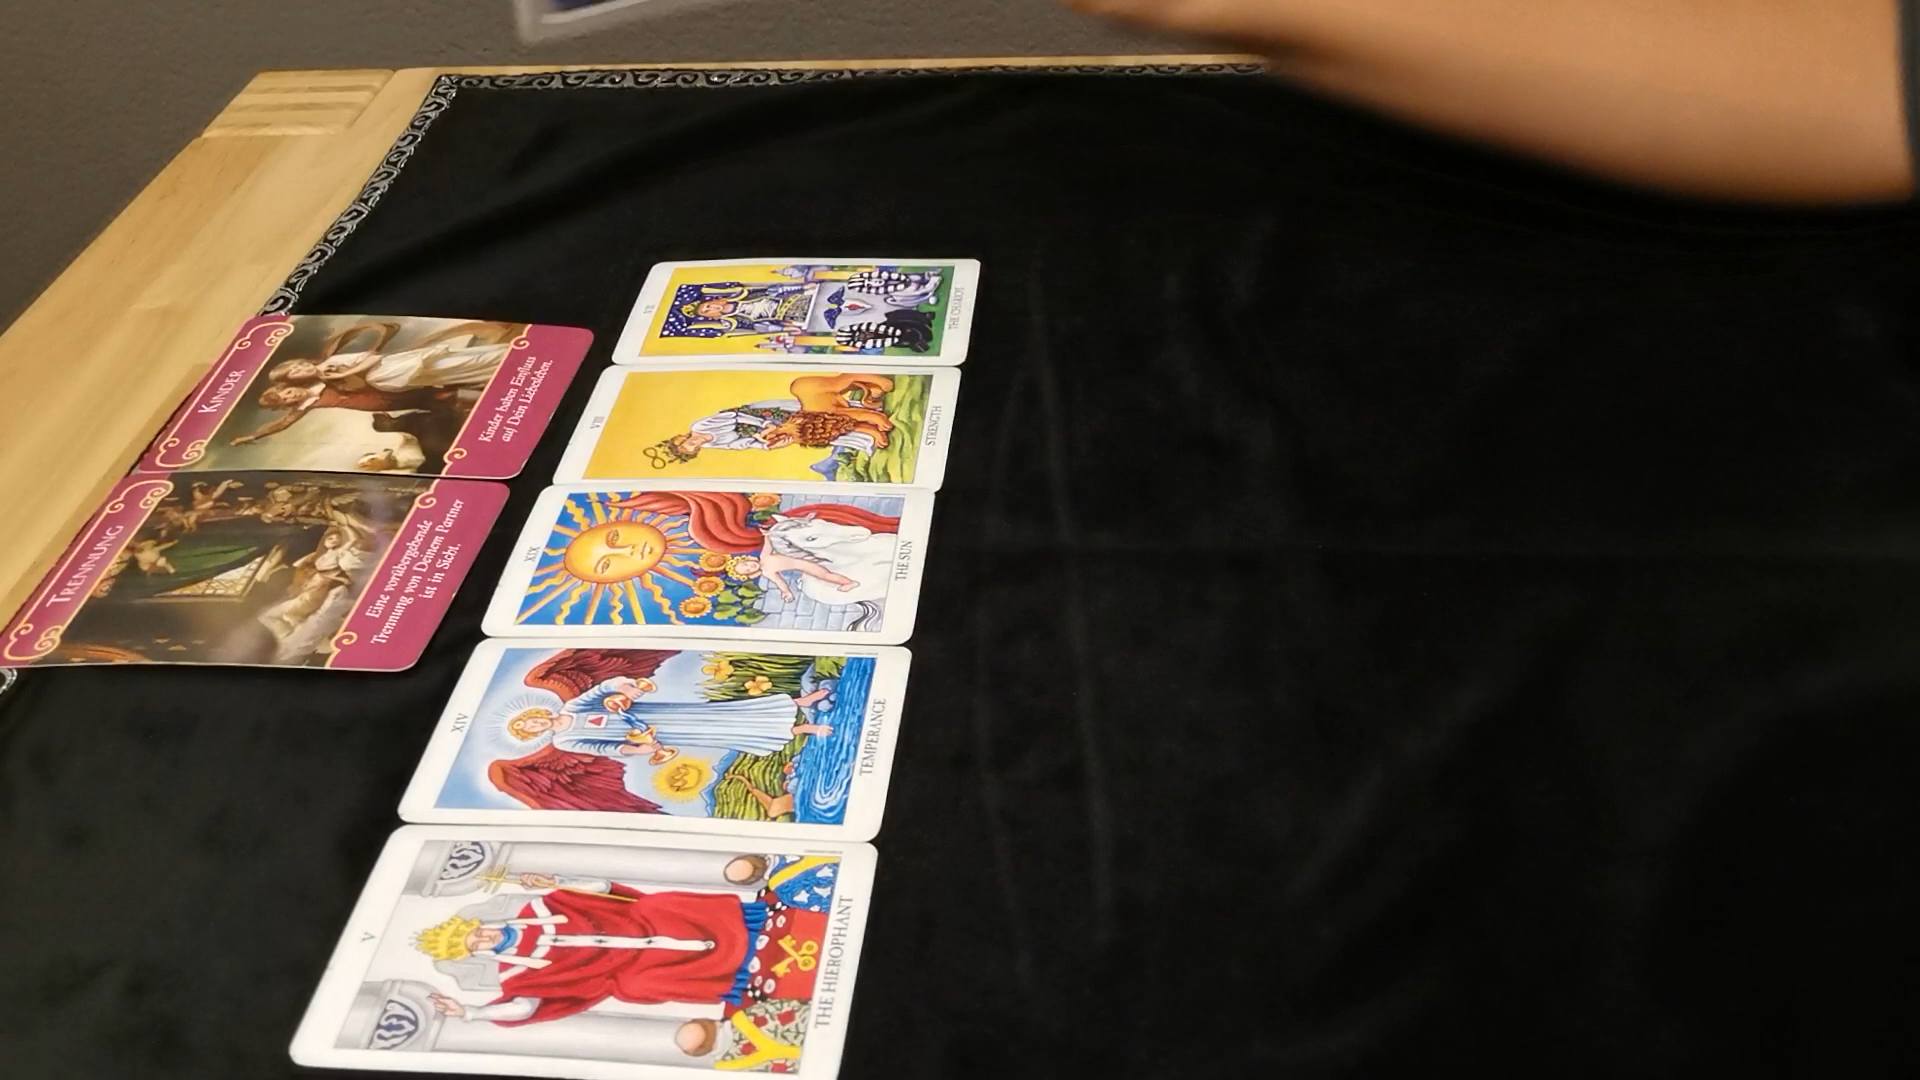 KINDER
Kinder haben Einfluss
auf Dein Liebesleben.
TRENNUNG
Eine vorübergehende
Trennung von Deinem Partner
ist in Sicht.
VII
THE CHARIOT
VIII
STRENGTH
XIX
THE SUN
XIV
TEMPERANCE
V
THE HIEROPHANT